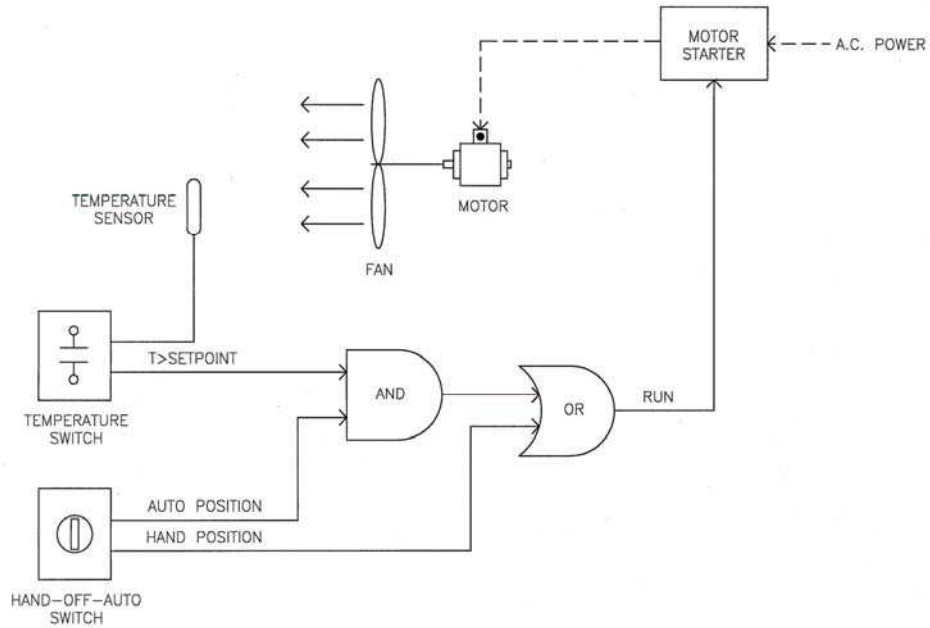 MOTOR
STARTER
A.C. POWER
MOTOR
FAN
TEMPERATURE
SENSOR
T>SETPOINT
TEMPERATURE
SWITCH
AND
OR
RUN
AUTO POSITION
HAND POSITION
HAND-OFF-AUTO
SWITCH